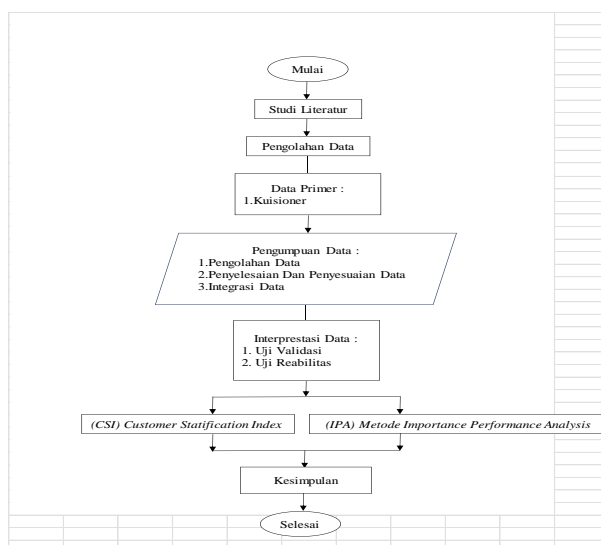 Mulai
Studi Literatur
Pengolahan Data
Data Primer :
1.Kuisioner
Pengumpuan Data :
1.Pengolahan Data
2.Penyelesaian Dan Penyesuaian Data
3.Integrasi Data
Interprestasi Data :
1. Uji Validasi
2. Uji Reabilitas
(CSI) Customer Statification Index
(IPA) Metode Importance Performance Analysis
Kesimpulan
Selesai